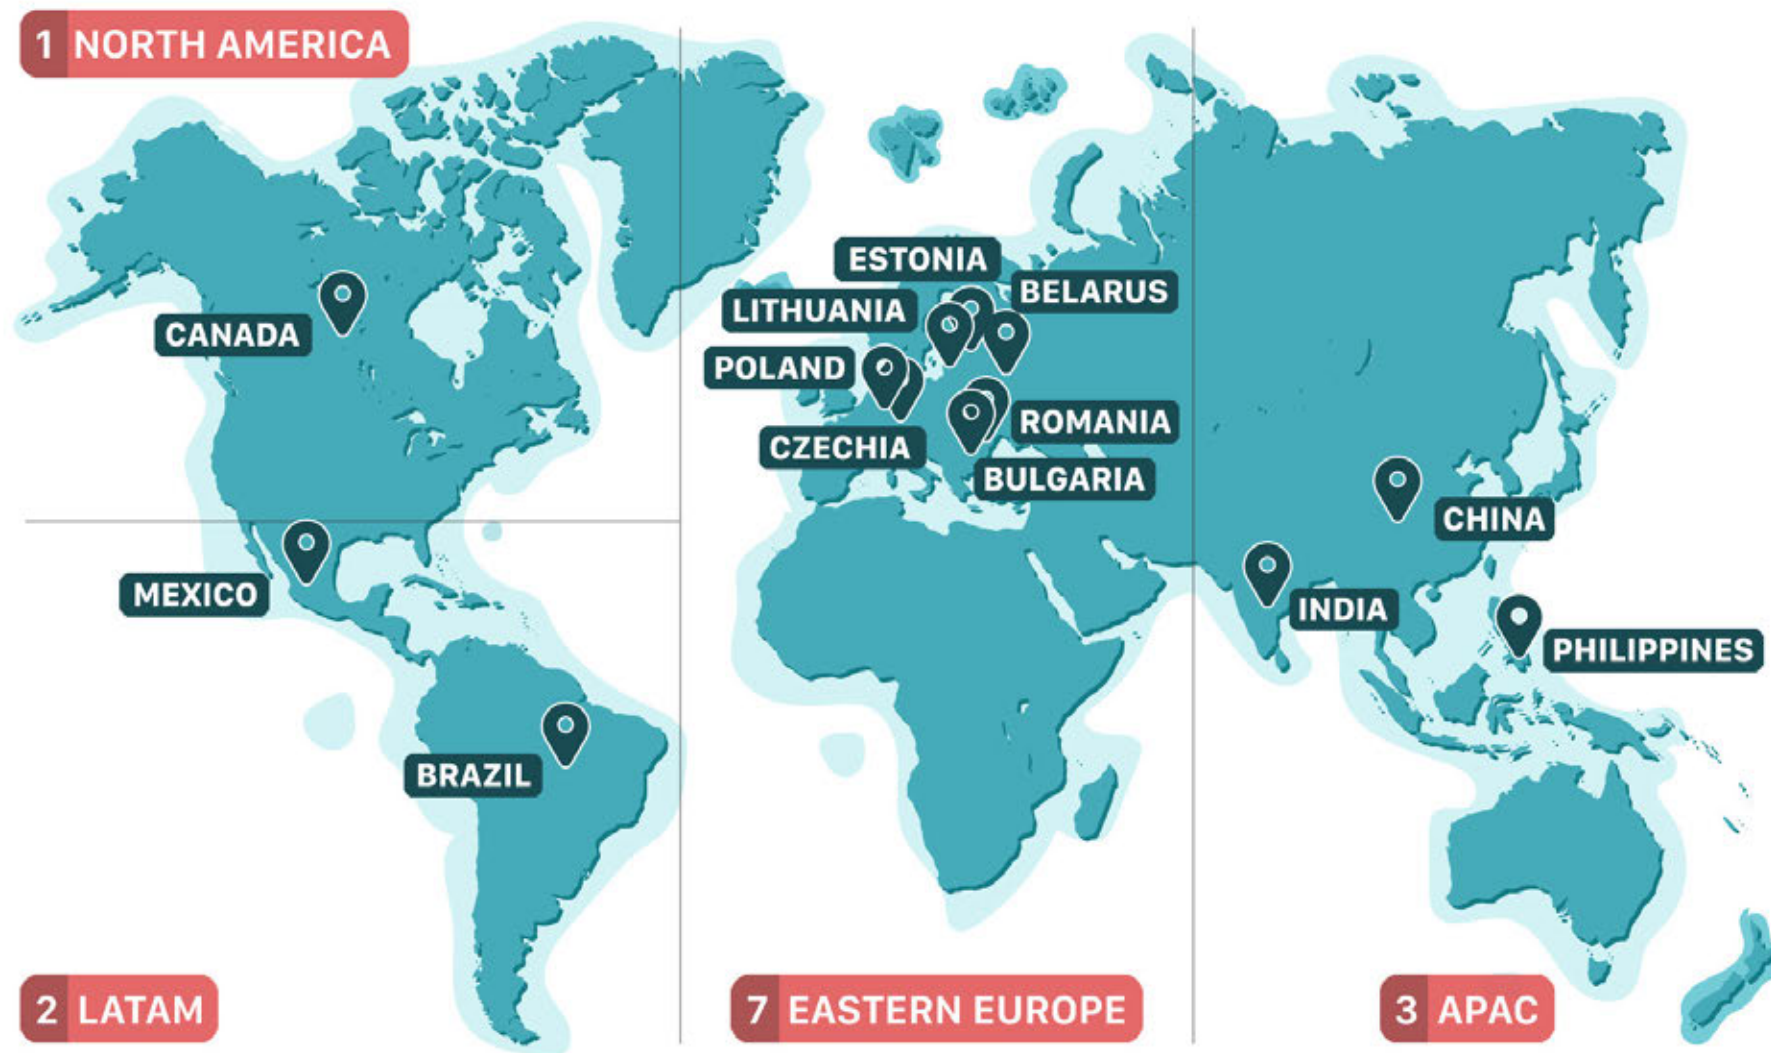 1 NORTH AMERICA
ESTONIA
BELARUS
LITHUANIA
CANADA
POLAND
ROMANIA
CZECHIA
BULGARIA
CHINA
MEXICO
INDIA
PHILIPPINES
BRAZIL
2 LATAM
7 EASTERN EUROPE
3 APAC